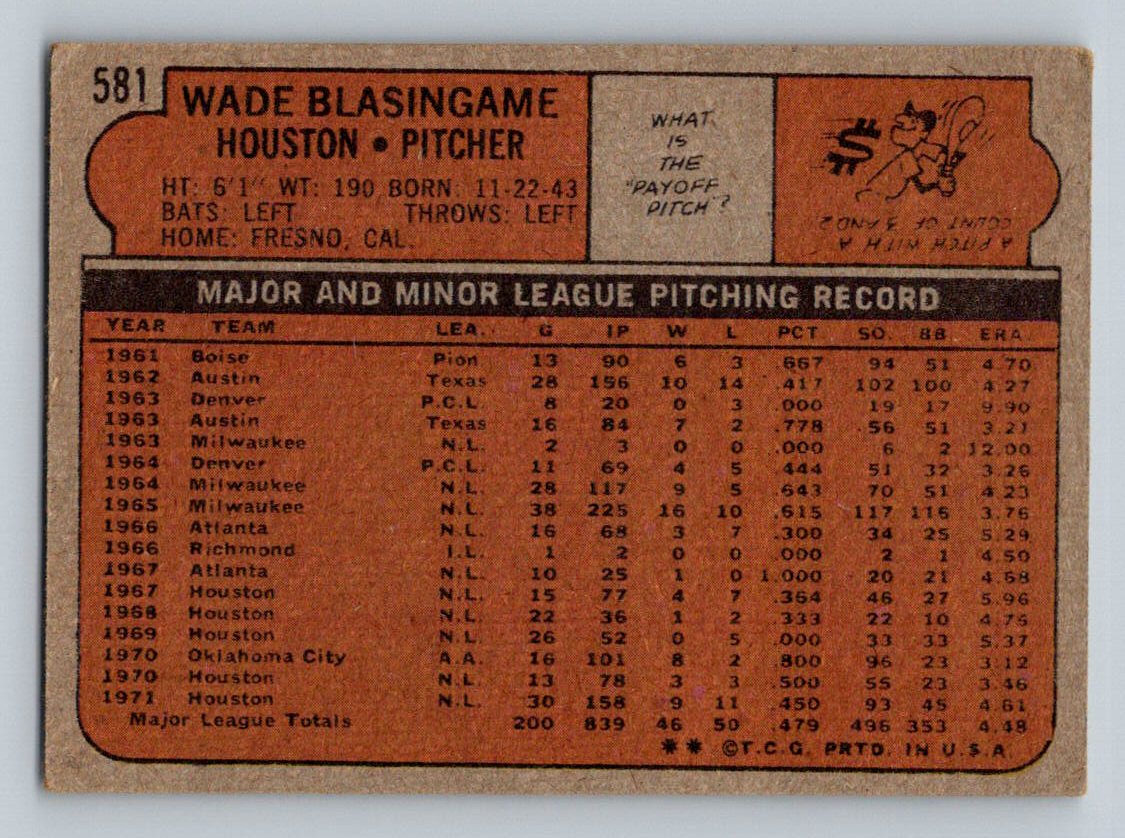 581
WADE BLASINGAME
HOUSTON • PITCHER
HT: 6'1" WT: 190 BORN: 11-22-43
BATS: LEFT THROWS: LEFT
HOME: FRESNO, CAL.
WHAT
IS
THE
"PAYOFF
PITCH"?
$
A PITCH WITH A
COUNT OF 3 AND 2
MAJOR AND MINOR LEAGUE PITCHING RECORD
YEAR TEAM LEA. G IP W L PCT SO BB ERA
1961 Boise Pion 13 90 6 3 .667 94 51 4.70
1962 Austin Texas 28 156 10 14 .417 102 100 4.27
1963 Denver P.C.L. 8 20 0 3 .000 19 17 9.90
1963 Austin Texas 16 84 7 2 .778 56 51 3.21
1963 Milwaukee N.L. 2 3 0 0 .000 6 2 12.00
1964 Denver P.C.L. 11 69 4 5 .444 51 32 3.26
1964 Milwaukee N.L. 28 117 9 5 .643 70 51 4.23
1965 Milwaukee N.L. 38 225 16 10 .615 117 116 3.76
1966 Atlanta N.L. 16 68 3 7 .300 34 25 5.29
1966 Richmond I.L. 1 2 0 0 .000 2 1 4.50
1967 Atlanta N.L. 10 25 1 0 1.000 20 21 4.68
1967 Houston N.L. 15 77 4 7 .364 46 27 5.96
1968 Houston N.L. 22 36 1 2 .333 22 10 4.75
1969 Houston N.L. 26 52 0 5 .000 33 33 5.37
1970 Oklahoma City A.A. 16 101 8 2 .800 96 23 3.12
1970 Houston N.L. 13 78 3 3 .500 55 23 3.46
1971 Houston N.L. 30 158 9 11 .450 93 45 4.61
Major League Totals 200 839 46 50 .479 496 353 4.48
** ©T.C.G. PRTD. IN U.S.A.